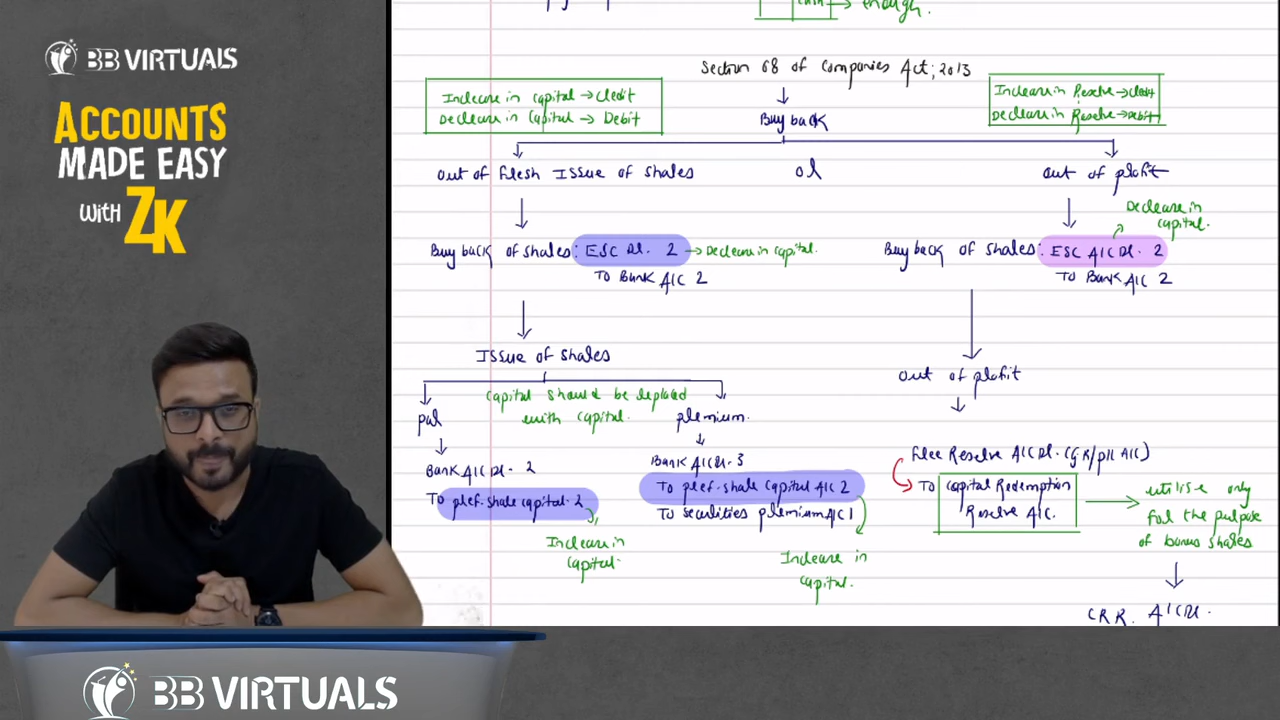 BB VIRTUALS
ACCOUNTS
MADE EASY
WITH ZK
enough.
Section 68 of Companies Act, 2013
Increase in capital → Credit
Decrease in capital → Debit
Increase in Reserve → Credit
Decrease in Reserve → Debit
Buy back
Out of fresh Issue of shares
or
Out of profit
Decrease in
capital.
Buy back of shares: ESC Dr. 2 → Decrease in capital.
To Bank A/C 2
Buy back of shares: ESC A/C Dr. 2
To Bank A/C 2
Issue of shares
Out of profit
capital should be replaced
with capital.
par
premium.
Bank A/C Dr. 2
To pref. share capital. 2
Increase in
capital.
Bank A/C Dr. 3
To pref. share capital A/C 2
To securities premium A/C 1
Increase in
capital.
Free Reserve A/C Dr. (GR/P/L A/C)
To Capital Redemption
Reserve A/C.
utilise only
for the purpose
of bonus shares
CRR. A/C Dr.
BB VIRTUALS